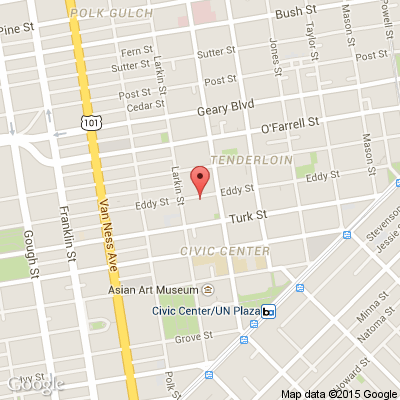 POLK GULCH
Bush St
Pine St
Fern St
Sutter St
Sutter St
Post St
Post St
Cedar St
Larkin St
Jones St
Taylor St
Mason St
Powell St
Geary Blvd
101
O'Farrell St
TENDERLOIN
Mason St
Larkin St
Eddy St
Eddy St
Eddy St
Turk St
Van Ness Ave
Franklin St
Gough St
CIVIC CENTER
Stevenson
Jessie St
Asian Art Museum
Civic Center/UN Plaza
Minna St
Natoma St
Grove St
Howard St
Ivy St
Polk St
Google
Map data ©2015 Google